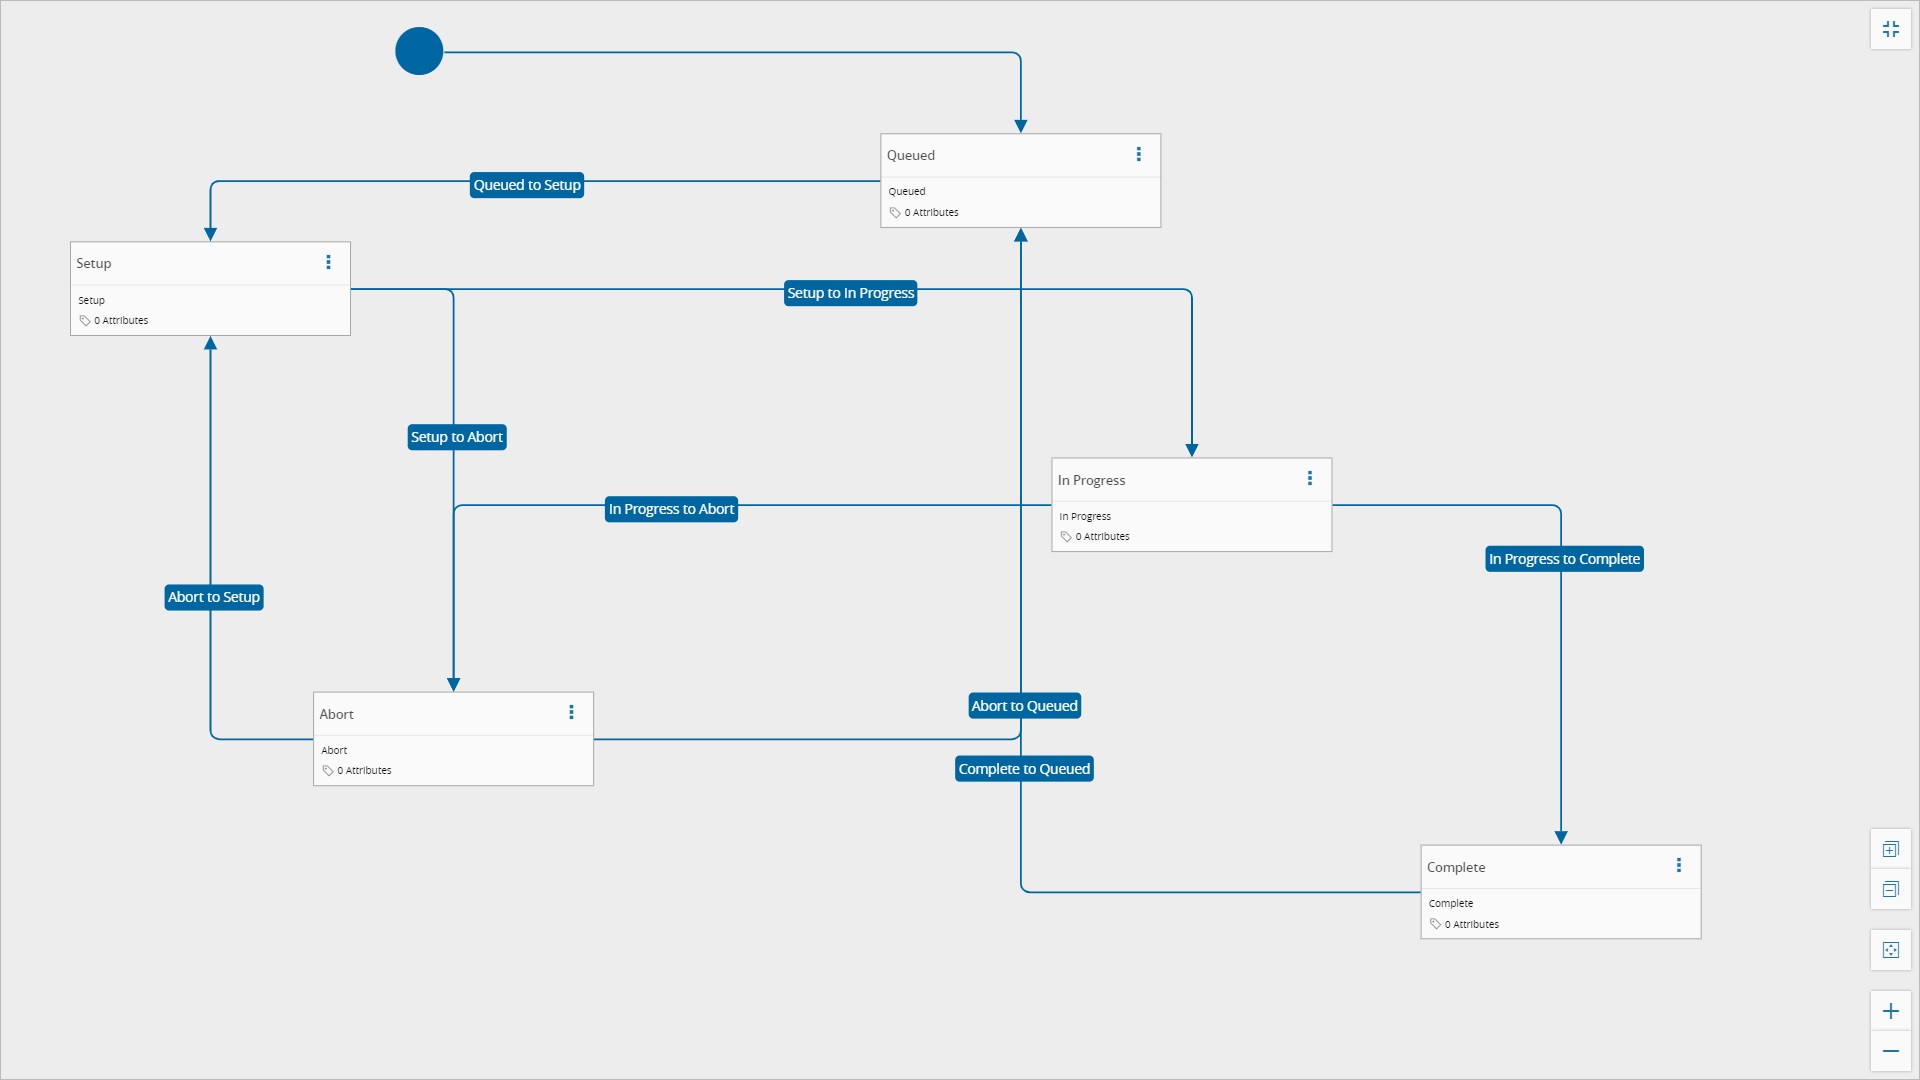 Queued
Queued
0 Attributes
Queued to Setup
Setup
Setup
0 Attributes
Setup to In Progress
Setup to Abort
In Progress
In Progress
0 Attributes
In Progress to Abort
In Progress to Complete
Abort to Setup
Abort
Abort
0 Attributes
Abort to Queued
Complete to Queued
Complete
Complete
0 Attributes